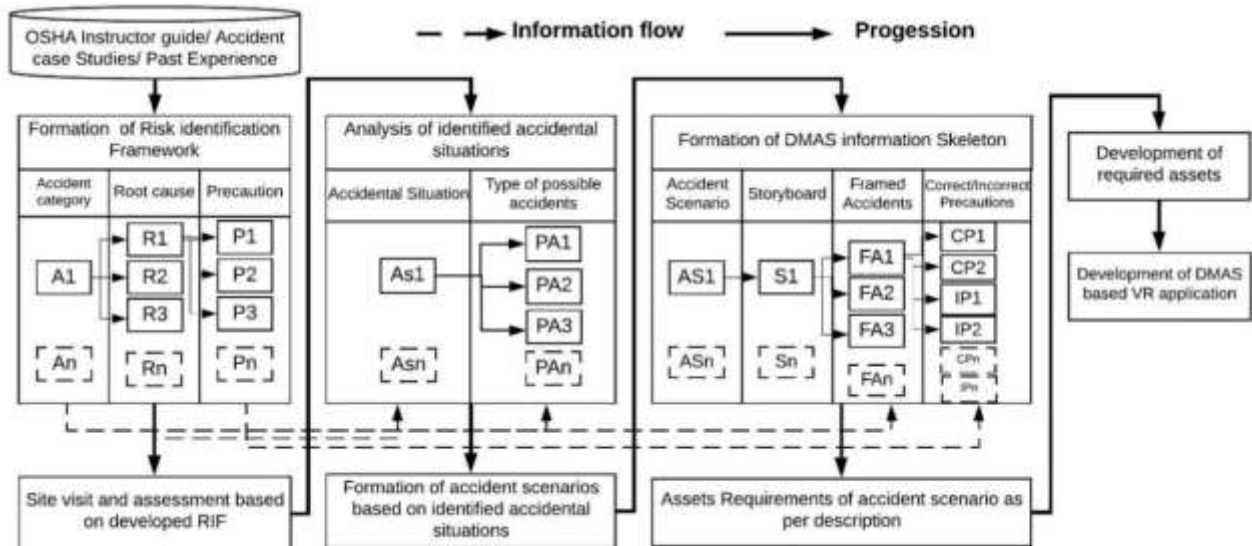 OSHA Instructor guide/ Accident
case Studies/ Past Experience
Information flow
Progession
Formation of Risk identification
Framework
Accident
category
Root cause
Precaution
A1
R1
R2
R3
P1
P2
P3
An
Rn
Pn
Site visit and assessment based
on developed RIF
Analysis of identified accidental
situations
Accidental Situation
Type of possible
accidents
As1
PA1
PA2
PA3
Asn
PAn
Formation of accident scenarios
based on identified accidental
situations
Formation of DMAS information Skeleton
Accident
Scenario
Storyboard
Framed
Accidents
Correct/Incorrect
Precautions
AS1
S1
FA1
FA2
FA3
CP1
CP2
IP1
IP2
ASn
Sn
FAn
CPn
IPn
Assets Requirements of accident scenario as
per description
Development of
required assets
Development of DMAS
based VR application